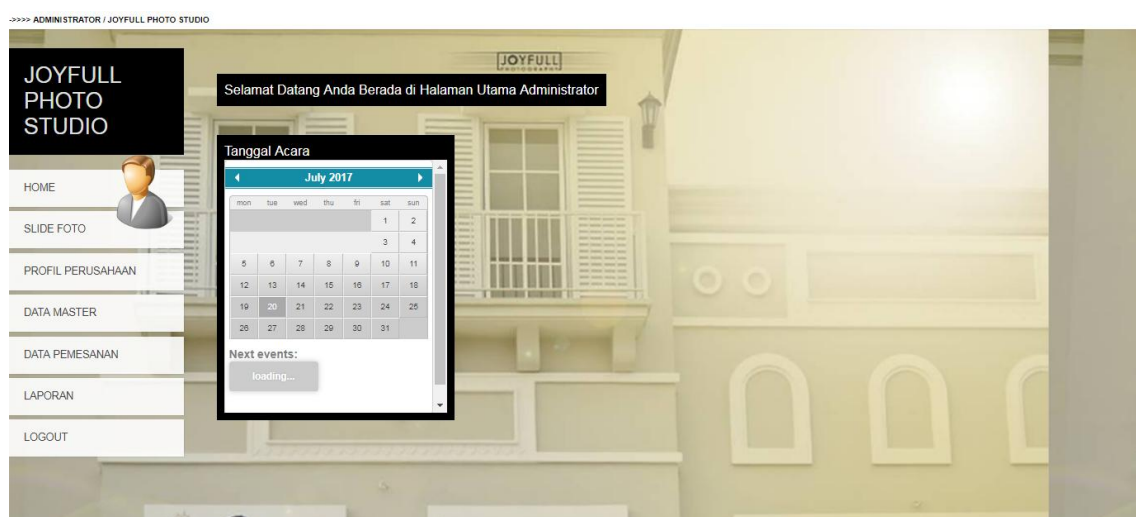 ->>>> ADMINISTRATOR / JOYFULL PHOTO STUDIO
JOYFULL
JOYFULL
PHOTO
STUDIO
Selamat Datang Anda Berada di Halaman Utama Administrator
Tanggal Acara
July 2017
mon tue wed thu fri sat sun
1 2
3 4
5 6 7 8 9 10 11
12 13 14 15 16 17 18
19 20 21 22 23 24 25
26 27 28 29 30 31
Next events:
loading...
HOME
SLIDE FOTO
PROFIL PERUSAHAAN
DATA MASTER
DATA PEMESANAN
LAPORAN
LOGOUT